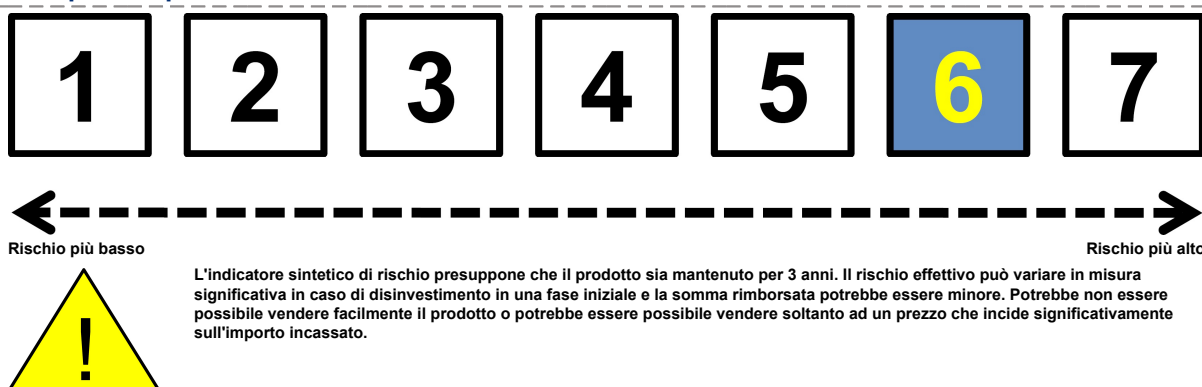 1 2 3 4 5 6 7
Rischio più basso Rischio più alto
L'indicatore sintetico di rischio presuppone che il prodotto sia mantenuto per 3 anni. Il rischio effettivo può variare in misura
significativa in caso di disinvestimento in una fase iniziale e la somma rimborsata potrebbe essere minore. Potrebbe non essere
possibile vendere facilmente il prodotto o potrebbe essere possibile vendere soltanto ad un prezzo che incide significativamente
sull'importo incassato.
!